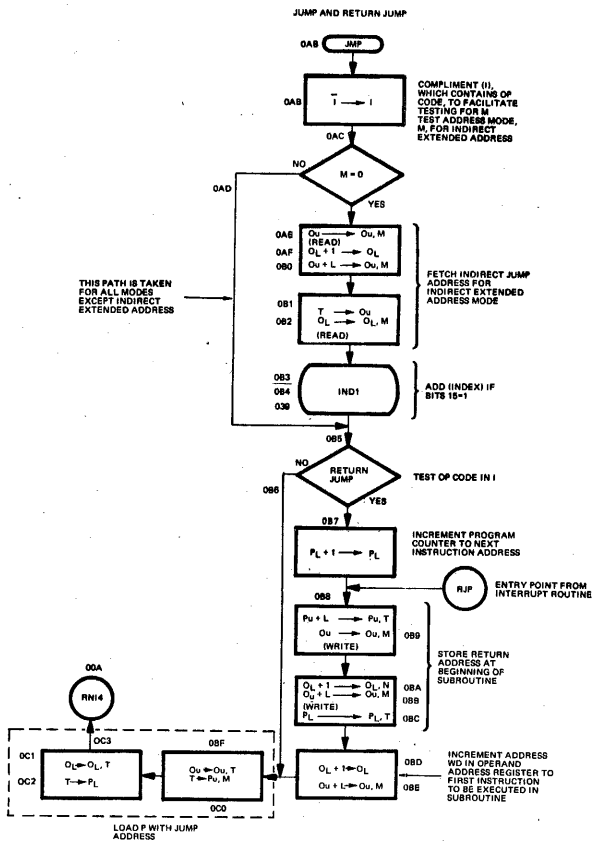 JUMP AND RETURN JUMP
0AB
JMP
0AB
I → I
COMPLIMENT (I),
WHICH CONTAINS OP
CODE, TO FACILITATE
TESTING FOR M
TEST ADDRESS MODE,
M, FOR INDIRECT
EXTENDED ADDRESS
0AC
NO
M = 0
0AD
YES
0AB
Ou → Ou, M
(READ)
0AF
OL + 1 → OL
0B0
Ou + L → Ou, M
THIS PATH IS TAKEN
FOR ALL MODES
EXCEPT INDIRECT
EXTENDED ADDRESS
FETCH INDIRECT JUMP
ADDRESS FOR
INDIRECT EXTENDED
ADDRESS MODE
0B1
T → Ou
0B2
OL → OL, M
(READ)
0B3
0B4
039
IND1
ADD (INDEX) IF
BITS 15=1
0B5
NO
RETURN
JUMP
TEST OP CODE IN I
0B6
YES
0B7
PL + 1 → PL
INCREMENT PROGRAM
COUNTER TO NEXT
INSTRUCTION ADDRESS
RJP
ENTRY POINT FROM
INTERRUPT ROUTINE
0B8
Pu + L → Pu, T
Ou → Ou, M
(WRITE)
0B9
STORE RETURN
ADDRESS AT
BEGINNING OF
SUBROUTINE
OL + 1 → OL, N
0BA
Ou + L → Ou, M
0BB
(WRITE)
PL → PL, T
0BC
00A
RNI4
0C3
0C1
OL → OL, T
0C2
T → PL
0BF
Ou → Ou, T
T → Pu, M
0C0
OL + 1 → OL
0BD
Ou + L → Ou, M
0BE
INCREMENT ADDRESS
WD IN OPERAND
ADDRESS REGISTER TO
FIRST INSTRUCTION
TO BE EXECUTED IN
SUBROUTINE
LOAD P WITH JUMP
ADDRESS